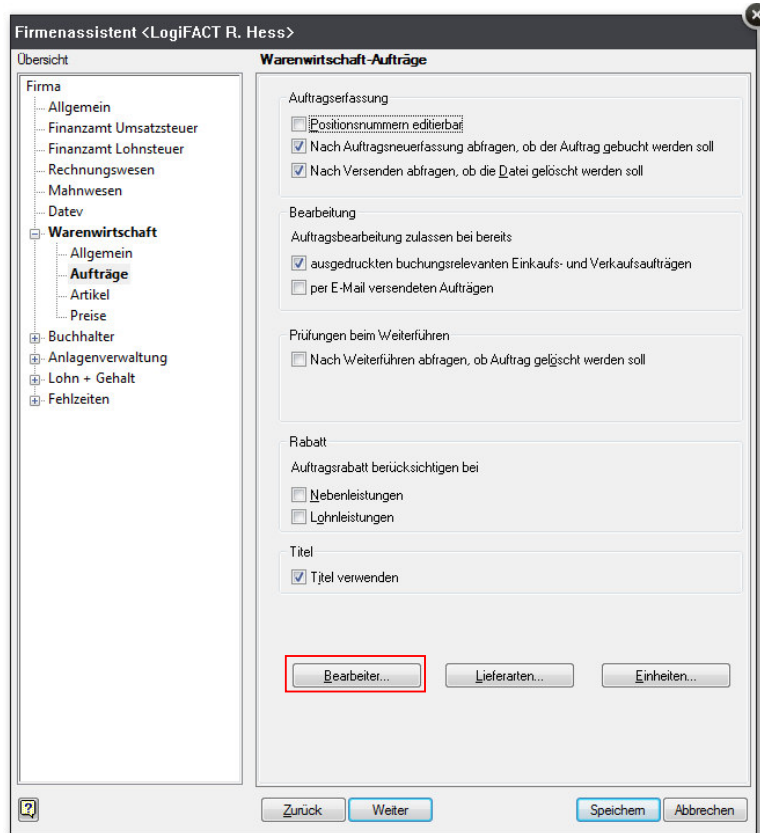 Firmenassistent <LogiFACT R. Hess>
Übersicht
Warenwirtschaft-Aufträge
Firma
Allgemein
Finanzamt Umsatzsteuer
Finanzamt Lohnsteuer
Rechnungswesen
Mahnwesen
Datev
Warenwirtschaft
Allgemein
Aufträge
Artikel
Preise
Buchhalter
Anlagenverwaltung
Lohn + Gehalt
Fehlzeiten
Auftragserfassung
Positionsnummern editierbar
Nach Auftragsneuerfassung abfragen, ob der Auftrag gebucht werden soll
Nach Versenden abfragen, ob die Datei gelöscht werden soll
Bearbeitung
Auftragsbearbeitung zulassen bei bereits
ausgedruckten buchungsrelevanten Einkaufs- und Verkaufsaufträgen
per E-Mail versendeten Aufträgen
Prüfungen beim Weiterführen
Nach Weiterführen abfragen, ob Auftrag gelöscht werden soll
Rabatt
Auftragsrabatt berücksichtigen bei
Nebenleistungen
Lohnleistungen
Titel
Titel verwenden
Bearbeiter... Lieferarten... Einheiten...
Zurück Weiter Speichern Abbrechen